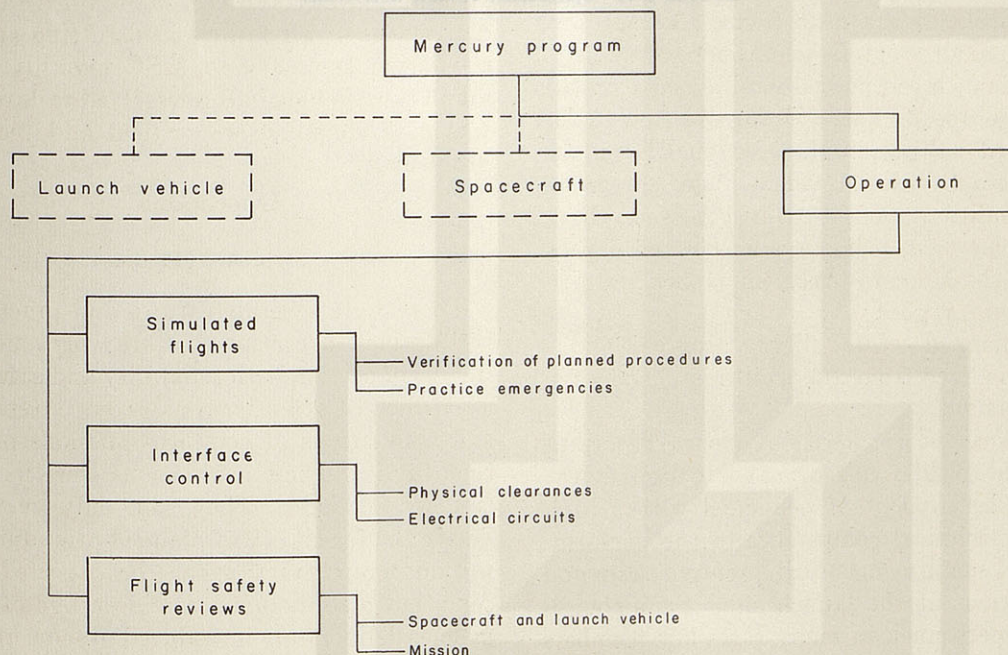 Mercury program
Launch vehicle
Spacecraft
Operation
Simulated
flights
Verification of planned procedures
Practice emergencies
Interface
control
Physical clearances
Electrical circuits
Flight safety
reviews
Spacecraft and launch vehicle
Mission